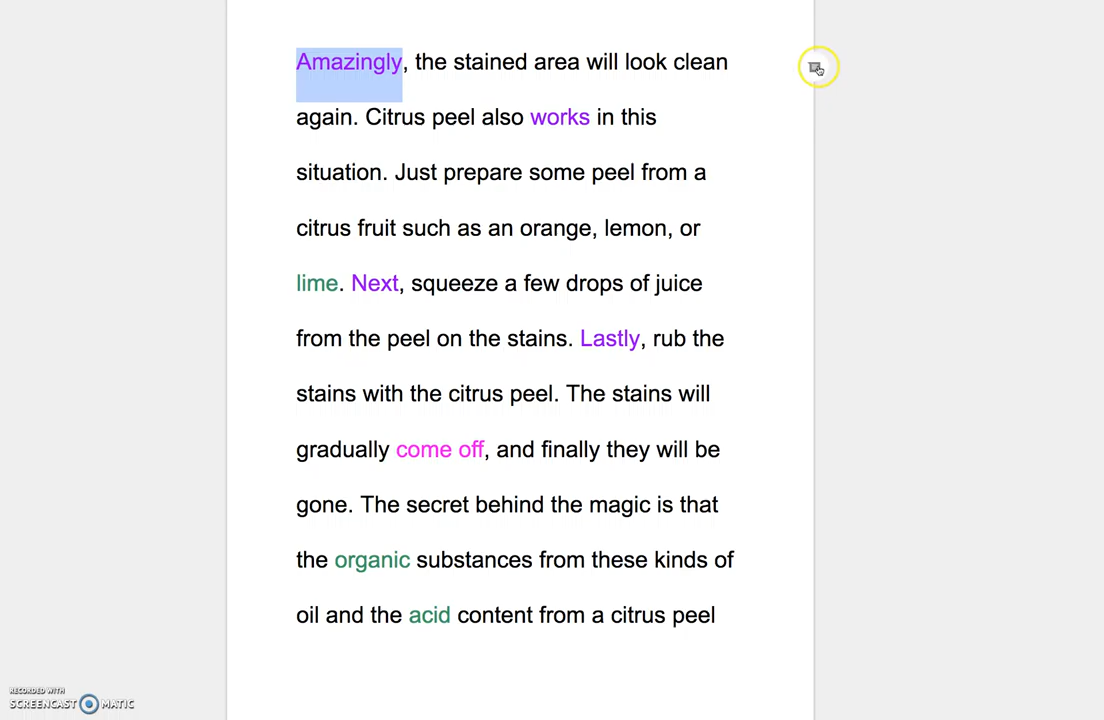 Amazingly, the stained area will look clean
again. Citrus peel also works in this
situation. Just prepare some peel from a
citrus fruit such as an orange, lemon, or
lime. Next, squeeze a few drops of juice
from the peel on the stains. Lastly, rub the
stains with the citrus peel. The stains will
gradually come off, and finally they will be
gone. The secret behind the magic is that
the organic substances from these kinds of
oil and the acid content from a citrus peel
RECORDED WITH
SCREENCAST MATIC